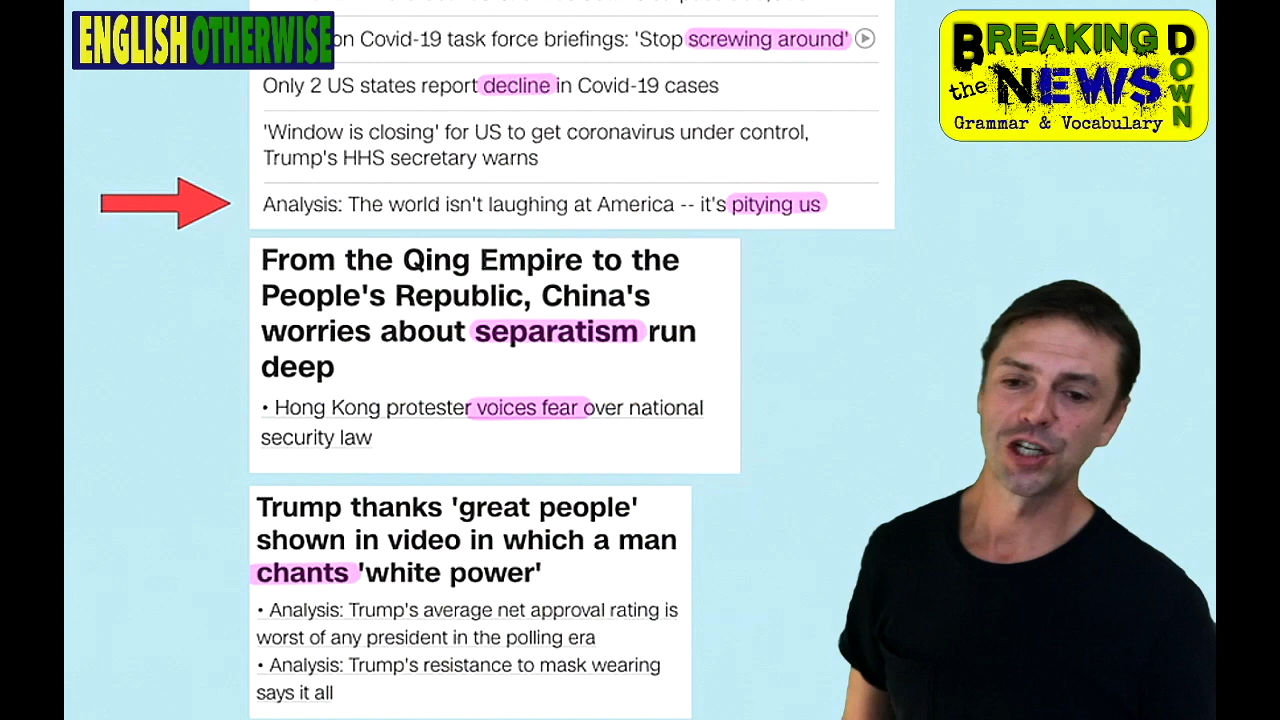 ENGLISH OTHERWISE
BREAKING DOWN
the NEWS
Grammar & Vocabulary
on Covid-19 task force briefings: 'Stop screwing around'
Only 2 US states report decline in Covid-19 cases
'Window is closing' for US to get coronavirus under control,
Trump's HHS secretary warns
Analysis: The world isn't laughing at America -- it's pitying us
From the Qing Empire to the
People's Republic, China's
worries about separatism run
deep
• Hong Kong protester voices fear over national
security law
Trump thanks 'great people'
shown in video in which a man
chants 'white power'
• Analysis: Trump's average net approval rating is
worst of any president in the polling era
• Analysis: Trump's resistance to mask wearing
says it all